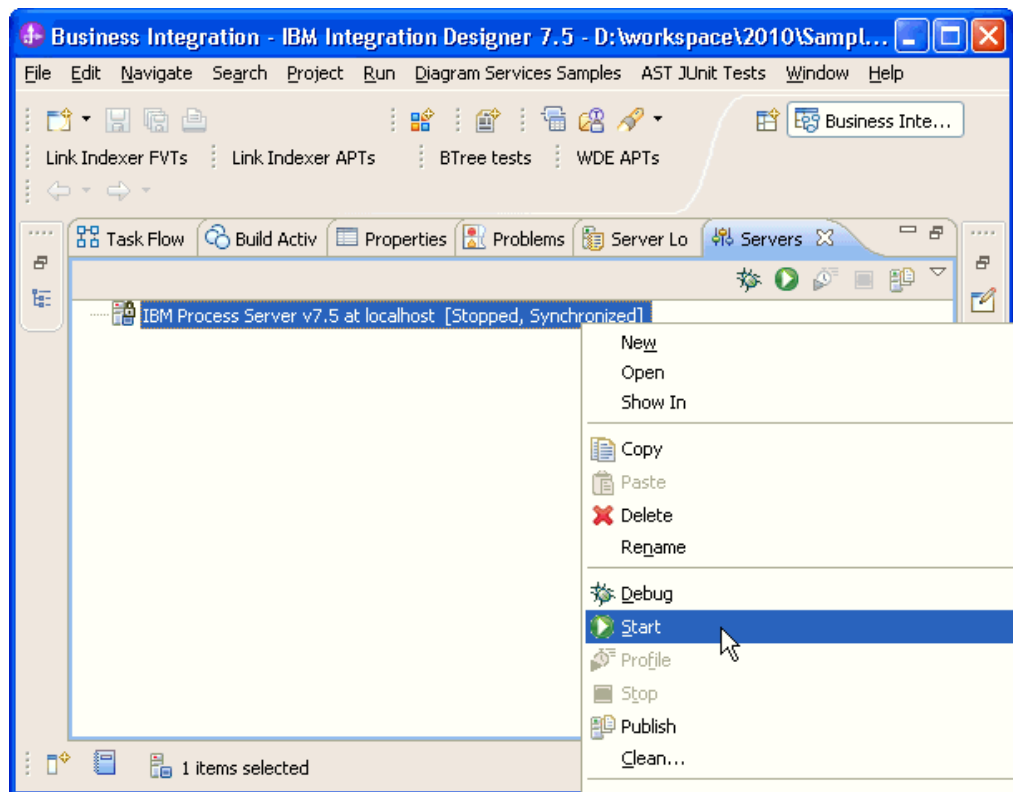 Business Integration - IBM Integration Designer 7.5 - D:\workspace\2010\Sampl...
File Edit Navigate Search Project Run Diagram Services Samples AST JUnit Tests Window Help
Business Inte...
Link Indexer FVTs Link Indexer APTs BTree tests WDE APTs
Task Flow Build Activ Properties Problems Server Lo Servers
IBM Process Server v7.5 at localhost [Stopped, Synchronized]
New
Open
Show In
Copy
Paste
Delete
Rename
Debug
Start
Profile
Stop
Publish
Clean...
1 items selected